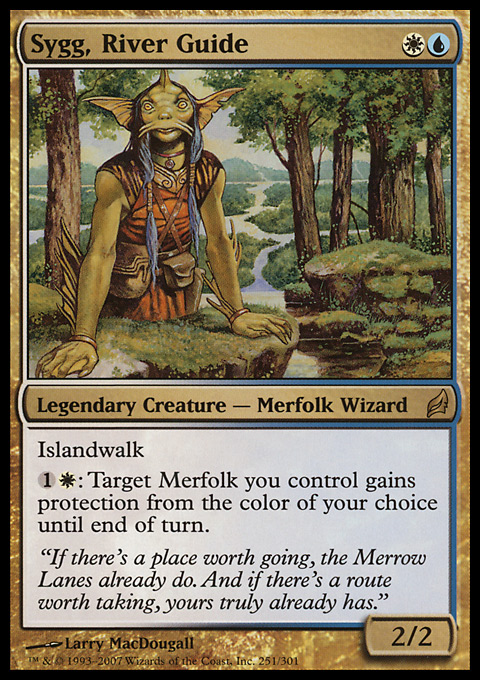 Sygg, River Guide
Legendary Creature — Merfolk Wizard
Islandwalk
1 : Target Merfolk you control gains
protection from the color of your choice
until end of turn.
“If there’s a place worth going, the Merrow
Lanes already do. And if there’s a route
worth taking, yours truly already has.”
2/2
Larry MacDougall
™ & © 1993–2007 Wizards of the Coast, Inc. 251/301